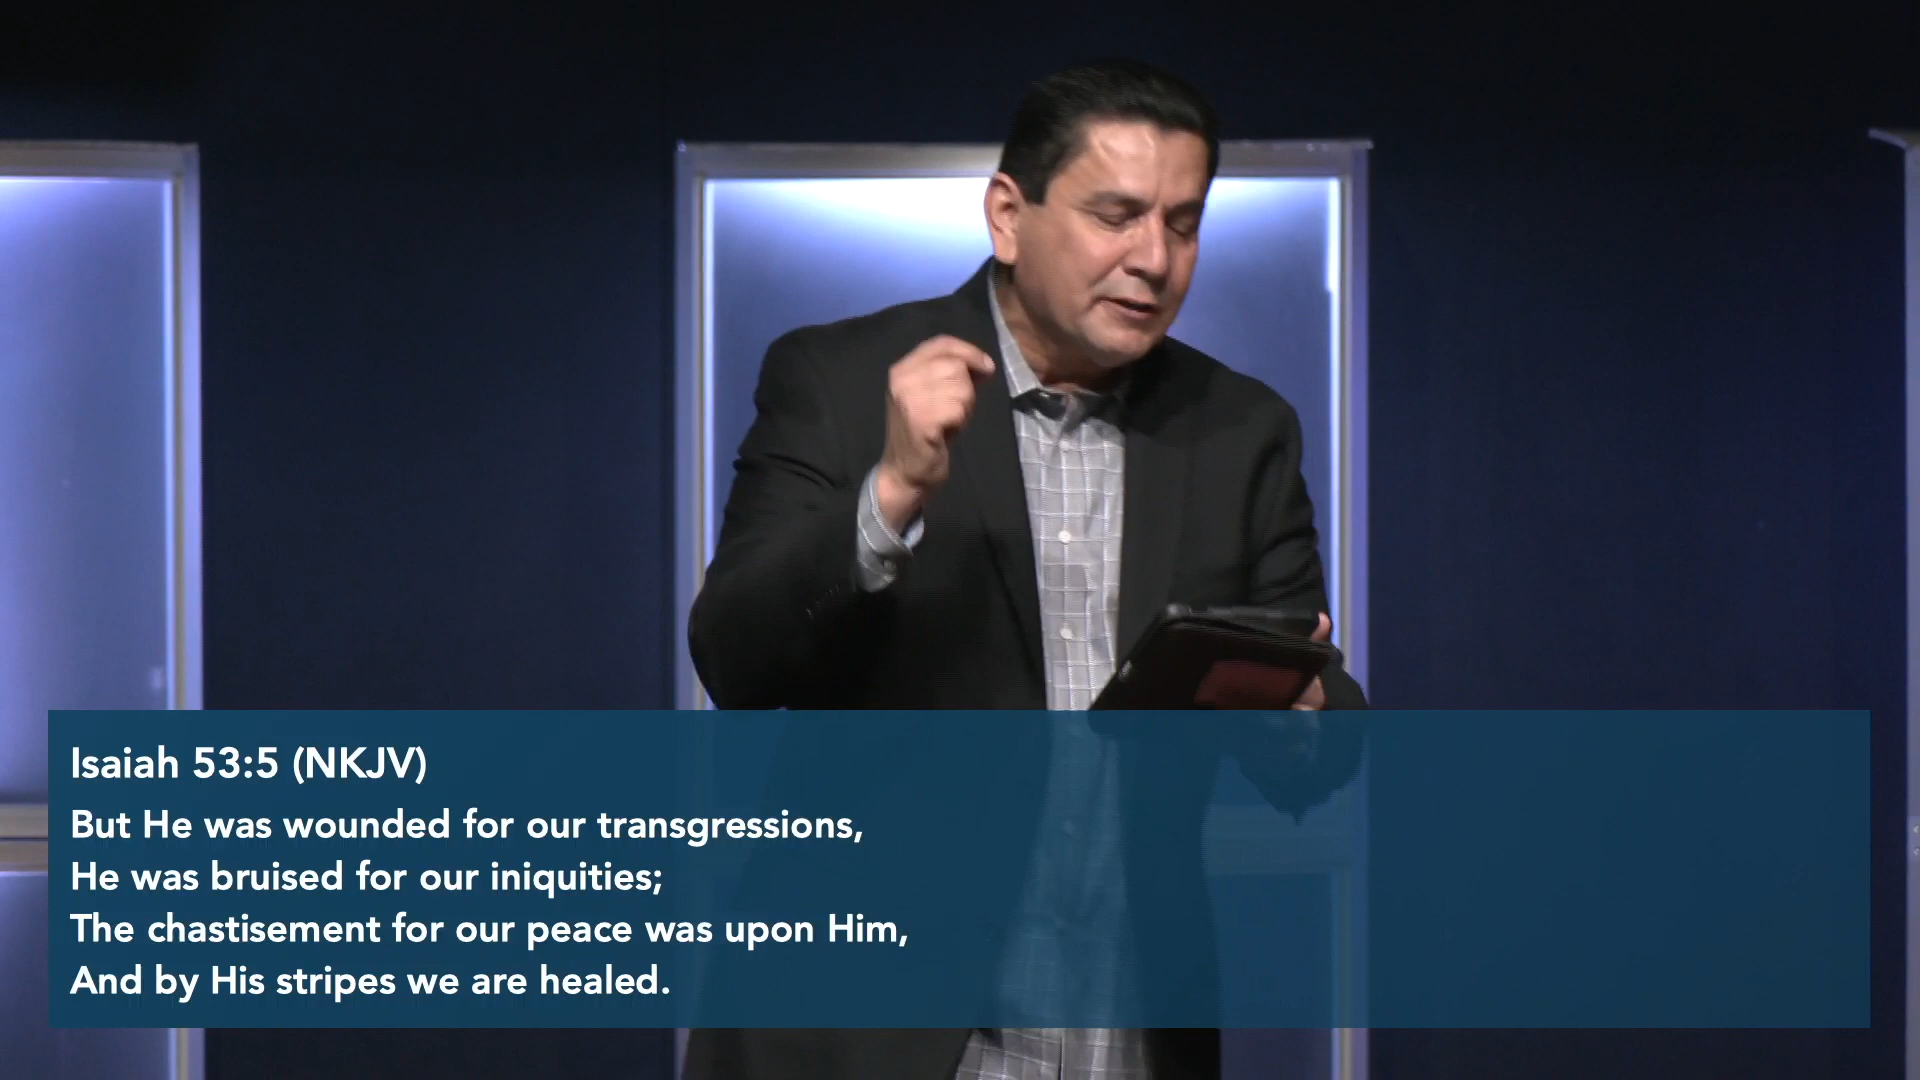 Isaiah 53:5 (NKJV)
But He was wounded for our transgressions,
He was bruised for our iniquities;
The chastisement for our peace was upon Him,
And by His stripes we are healed.